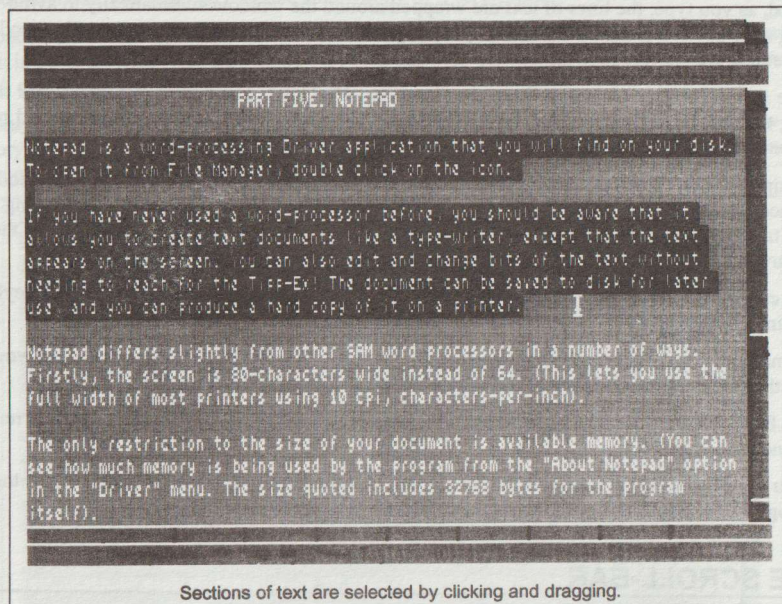 PART FIVE. NOTEPAD
Notepad is a word-processing Driver application that you will find on your disk.
To open it from File Manager, double click on the icon.
If you have never used a word-processor before, you should be aware that it
allows you to create text documents like a type-writer, except that the text
appears on the screen. You can also edit and change bits of the text without
needing to reach for the Tipp-Ex! The document can be saved to disk for later
use, and you can produce a hard copy of it on a printer.
Notepad differs slightly from other SAM word processors in a number of ways.
Firstly, the screen is 80-characters wide instead of 64. (This lets you use the
full width of most printers using 10 cpi, characters-per-inch).
The only restriction to the size of your document is available memory. (You can
see how much memory is being used by the program from the "About Notepad" option
in the "Driver" menu. The size quoted includes 32768 bytes for the program
itself).
Sections of text are selected by clicking and dragging.